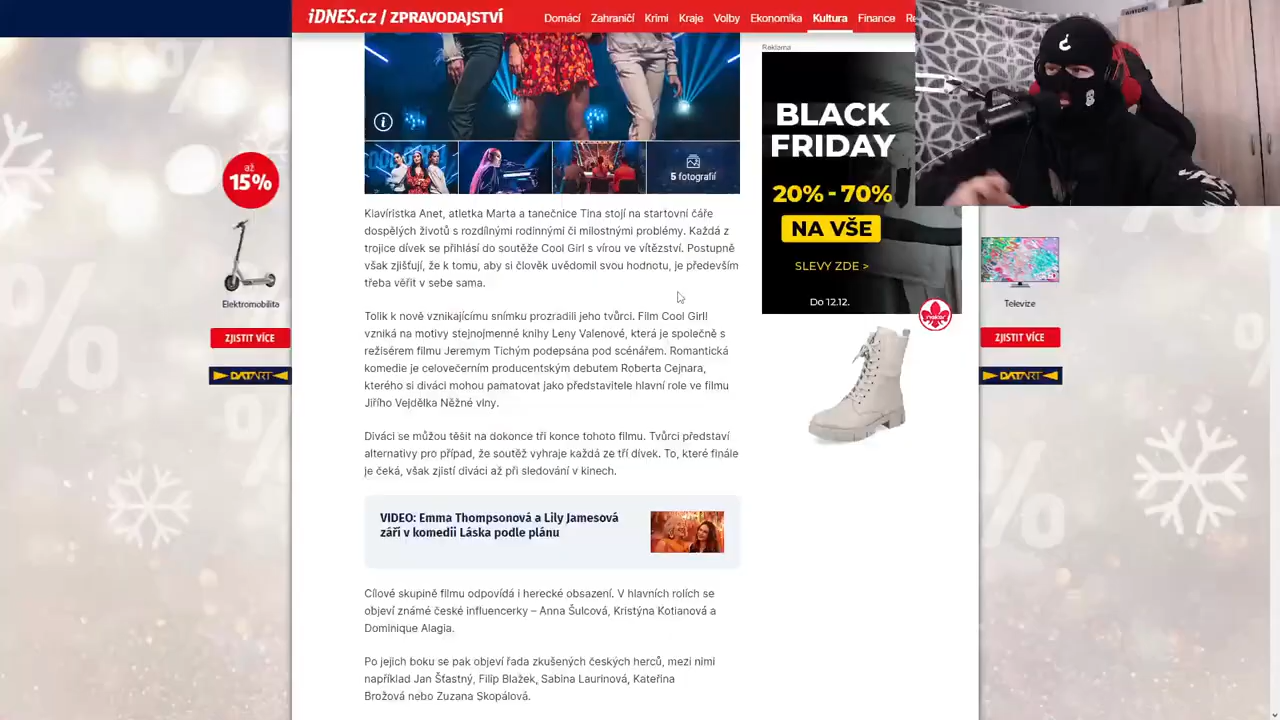 iDNES.cz / ZPRAVODAJSTVÍ
Domácí Zahraničí Krimi Kraje Volby Ekonomika Kultura Finance
Reklama
BLACK
FRIDAY
20% - 70%
NA VŠE
SLEVY ZDE >
Do 12.12.
rieker
5 fotografií
až
15%
Elektromobilita
ZJISTIT VÍCE
DATART
Televize
ZJISTIT VÍCE
DATART
Klavíristka Anet, atletka Marta a tanečnice Tina stojí na startovní čáře
dospělých životů s rozdílnými rodinnými či milostnými problémy. Každá z
trojice dívek se přihlásí do soutěže Cool Girl s vírou ve vítězství. Postupně
však zjišťují, že k tomu, aby si člověk uvědomil svou hodnotu, je především
třeba věřit v sebe sama.
Tolik k nově vznikajícímu snímku prozradili jeho tvůrci. Film Cool Girl!
vzniká na motivy stejnojmenné knihy Leny Valenové, která je společně s
režisérem filmu Jeremym Tichým podepsána pod scénářem. Romantická
komedie je celovečerním producentským debutem Roberta Cejnara,
kterého si diváci mohou pamatovat jako představitele hlavní role ve filmu
Jiřího Vejdělka Něžné vlny.
Diváci se můžou těšit na dokonce tři konce tohoto filmu. Tvůrci představí
alternativy pro případ, že soutěž vyhraje každá ze tří dívek. To, které finále
je čeká, však zjistí diváci až při sledování v kinech.
VIDEO: Emma Thompsonová a Lily Jamesová
září v komedii Láska podle plánu
Cílové skupině filmu odpovídá i herecké obsazení. V hlavních rolích se
objeví známé české influencerky – Anna Šulcová, Kristýna Kotianová a
Dominique Alagia.
Po jejich boku se pak objeví řada zkušených českých herců, mezi nimi
například Jan Šťastný, Filip Blažek, Sabina Laurinová, Kateřina
Brožová nebo Zuzana Skopálová.